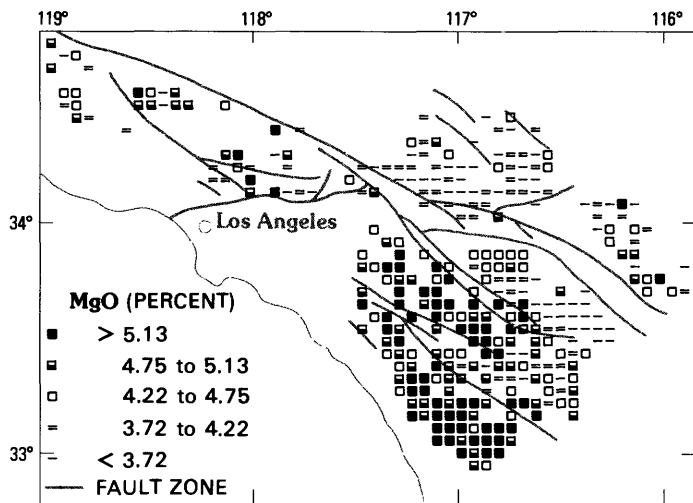 119° 118° 117° 116°
34°
Los Angeles
MgO (PERCENT)
> 5.13
4.75 to 5.13
4.22 to 4.75
3.72 to 4.22
< 3.72
33°
FAULT ZONE